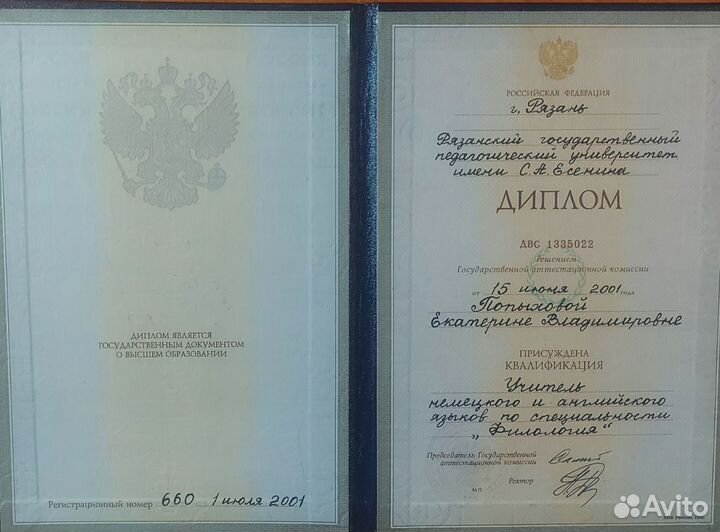 ДИПЛОМ ЯВЛЯЕТСЯ
ГОСУДАРСТВЕННЫМ ДОКУМЕНТОМ
О ВЫСШЕМ ОБРАЗОВАНИИ
Регистрационный номер 660 1 июля 2001
РОССИЙСКАЯ ФЕДЕРАЦИЯ
г. Рязань
Рязанский государственный
педагогический университет
имени С.А. Есенина
ДИПЛОМ
ДВС 1335022
Решением
Государственной аттестационной комиссии
от 15 июня 2001 года
Попыховой
Екатерине Владимировне
ПРИСУЖДЕНА
КВАЛИФИКАЦИЯ
Учитель
немецкого и английского
языков по специальности
„Филология"
Председатель Государственной
аттестационной комиссии
Ректор
М.П.
Avito